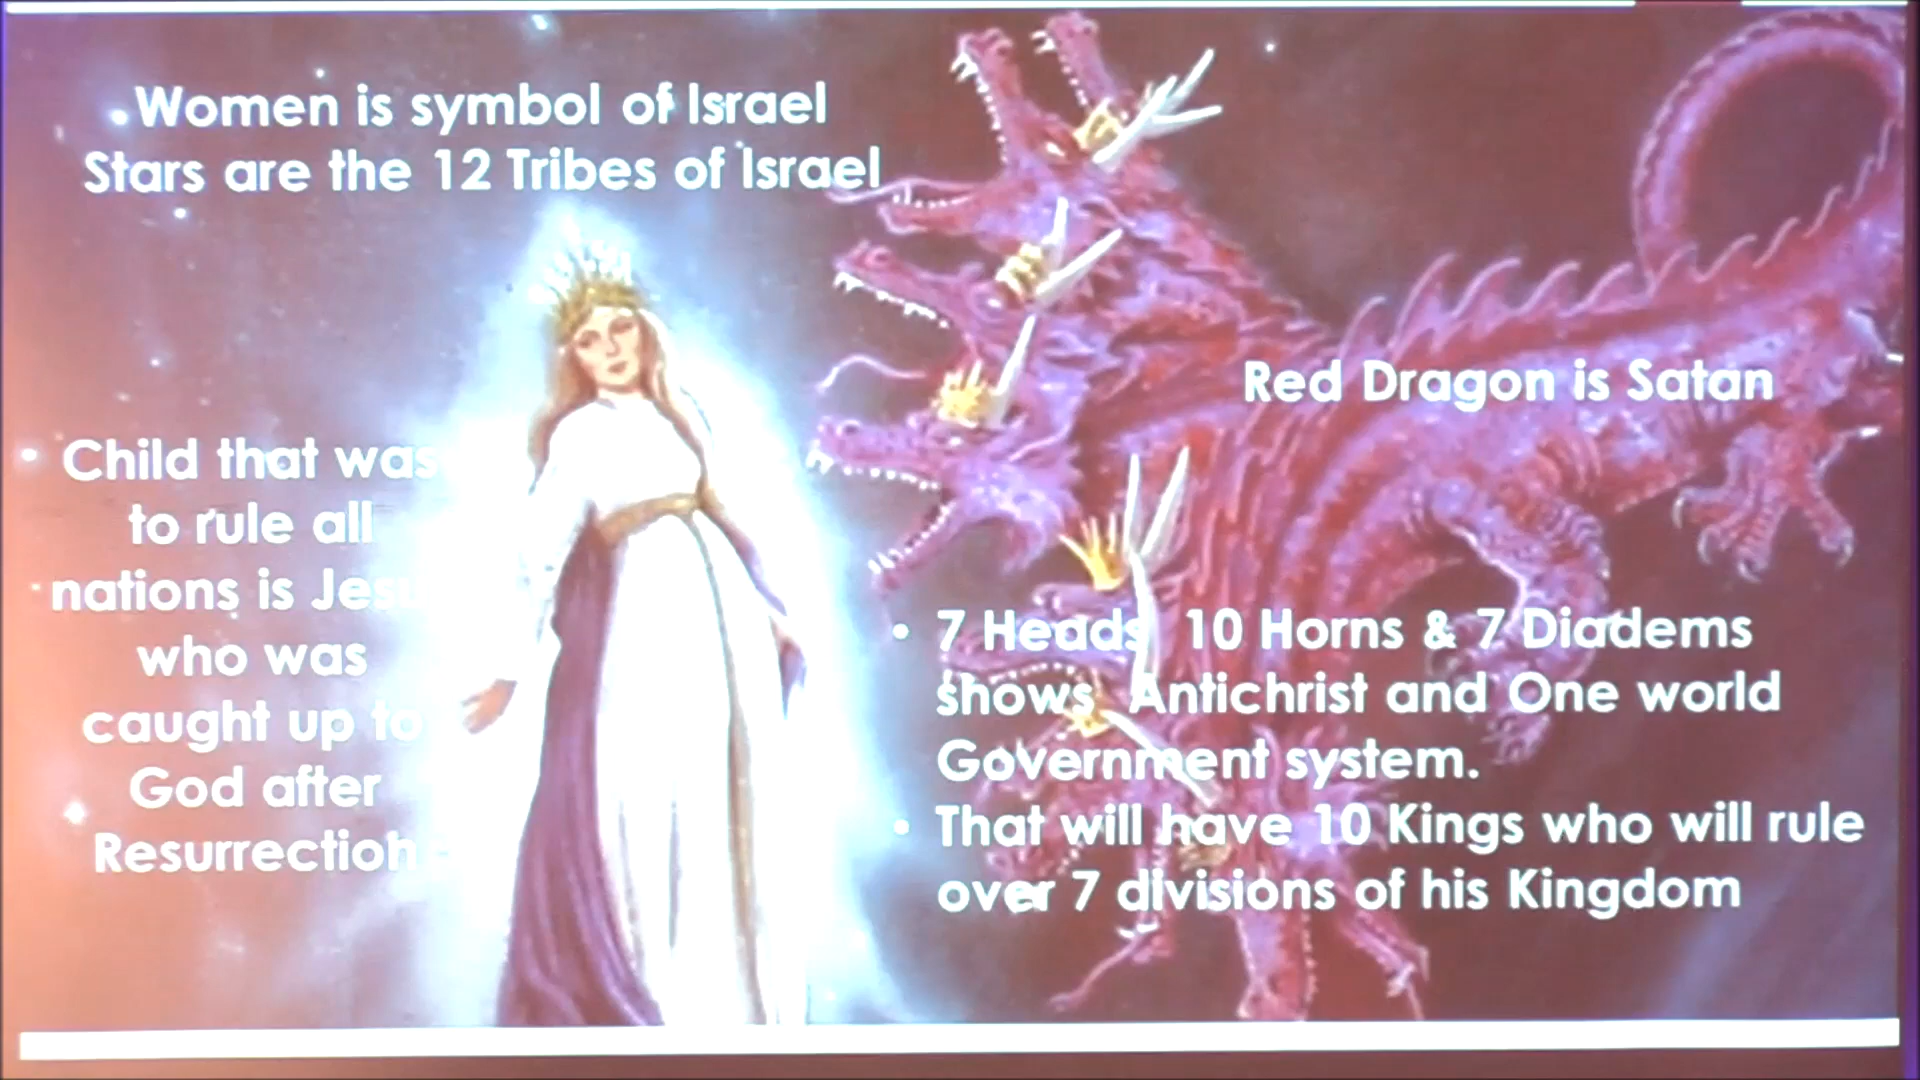 • Women is symbol of Israel
Stars are the 12 Tribes of Israel
• Child that was
to rule all
nations is Jesu
who was
caught up to
God after
Resurrection
Red Dragon is Satan
• 7 Heads 10 Horns & 7 Diadems
shows Antichrist and One world
Government system.
• That will have 10 Kings who will rule
over 7 divisions of his Kingdom